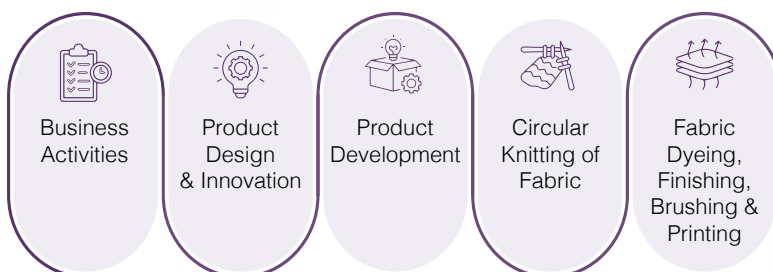 Business
Activities
Product
Design
& Innovation
Product
Development
Circular
Knitting of
Fabric
Fabric
Dyeing,
Finishing,
Brushing &
Printing